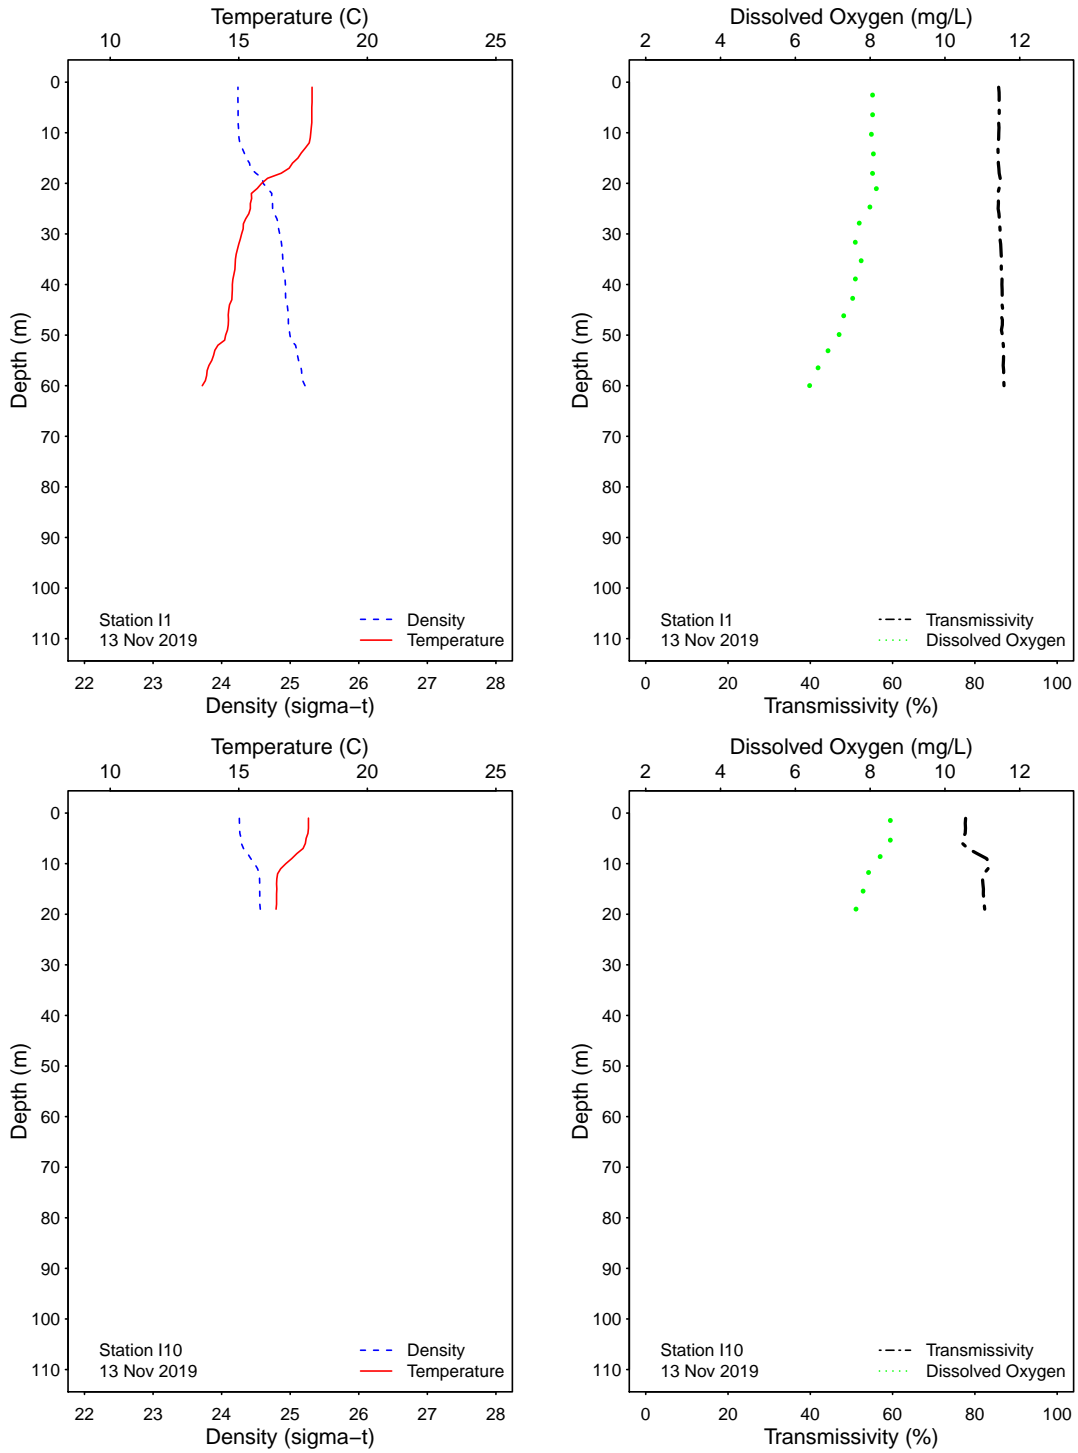 Temperature (C)
10 15 20 25
0
10
20
30
40
50
60
70
80
90
100
110
Depth (m)
Station I1
13 Nov 2019
Density
Temperature
22 23 24 25 26 27 28
Density (sigma−t)
Dissolved Oxygen (mg/L)
2 4 6 8 10 12
0
10
20
30
40
50
60
70
80
90
100
110
Depth (m)
Station I1
13 Nov 2019
Transmissivity
Dissolved Oxygen
0 20 40 60 80 100
Transmissivity (%)
Temperature (C)
10 15 20 25
0
10
20
30
40
50
60
70
80
90
100
110
Depth (m)
Station I10
13 Nov 2019
Density
Temperature
22 23 24 25 26 27 28
Density (sigma−t)
Dissolved Oxygen (mg/L)
2 4 6 8 10 12
0
10
20
30
40
50
60
70
80
90
100
110
Depth (m)
Station I10
13 Nov 2019
Transmissivity
Dissolved Oxygen
0 20 40 60 80 100
Transmissivity (%)